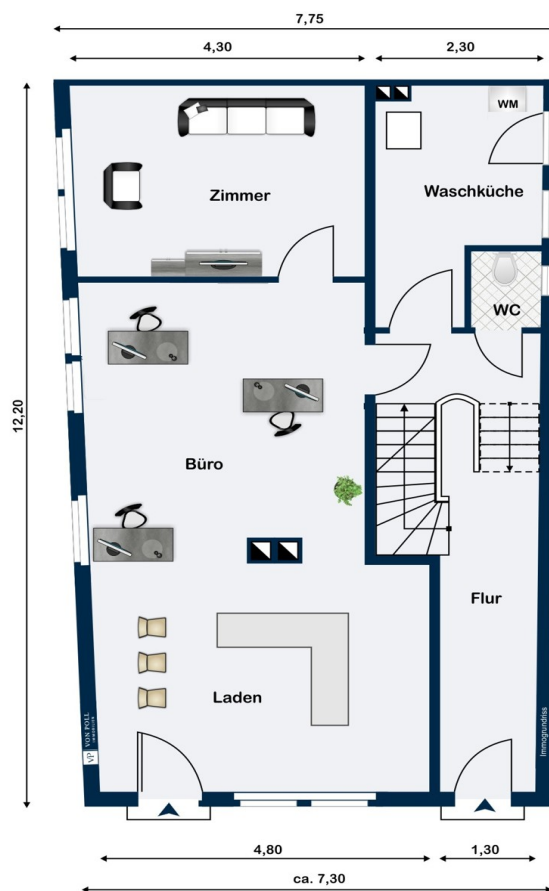 7,75
4,30
2,30
WM
Waschküche
Zimmer
WC
12,20
Büro
Flur
Laden
VP VON POLL
IMMOBILIEN
Immogrundriss
4,80
1,30
ca. 7,30